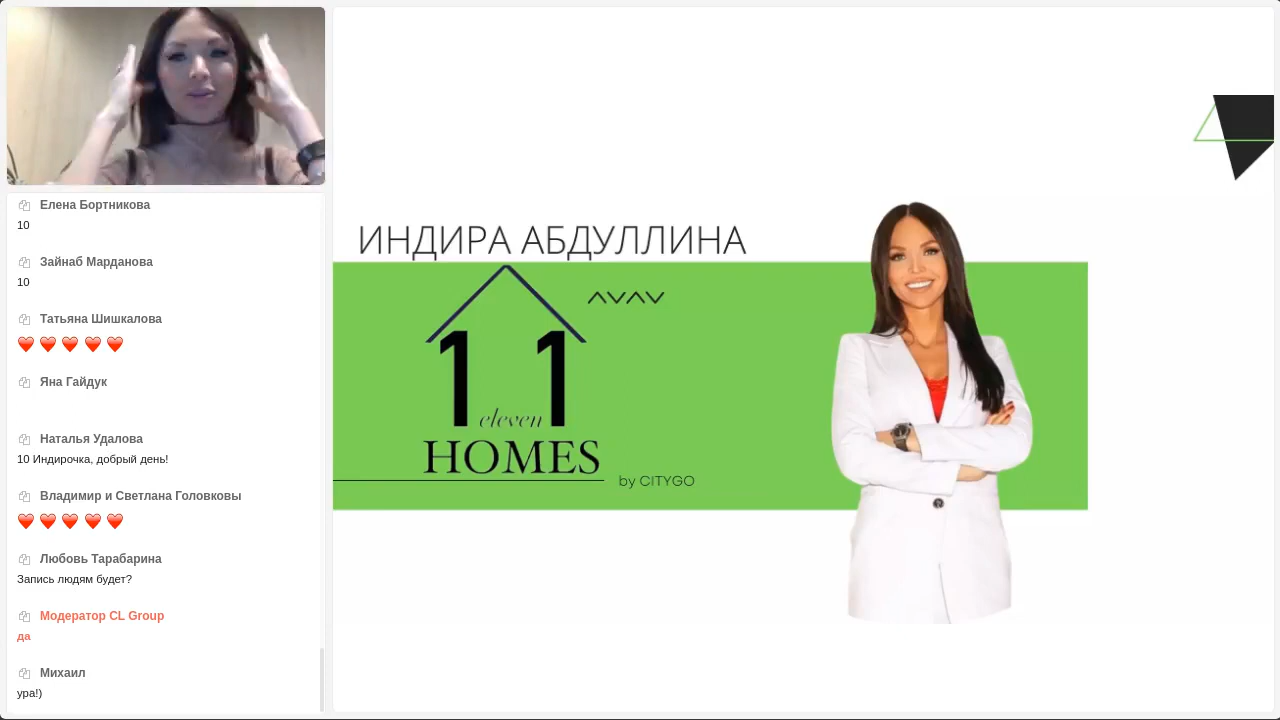 Елена Бортникова
10
Зайнаб Марданова
10
Татьяна Шишкалова
Яна Гайдук
Наталья Удалова
10 Индирочка, добрый день!
Владимир и Светлана Головковы
Любовь Тарабарина
Запись людям будет?
Модератор CL Group
да
Михаил
ура!)
ИНДИРА АБДУЛЛИНА
11
eleven
HOMES
by CITYGO